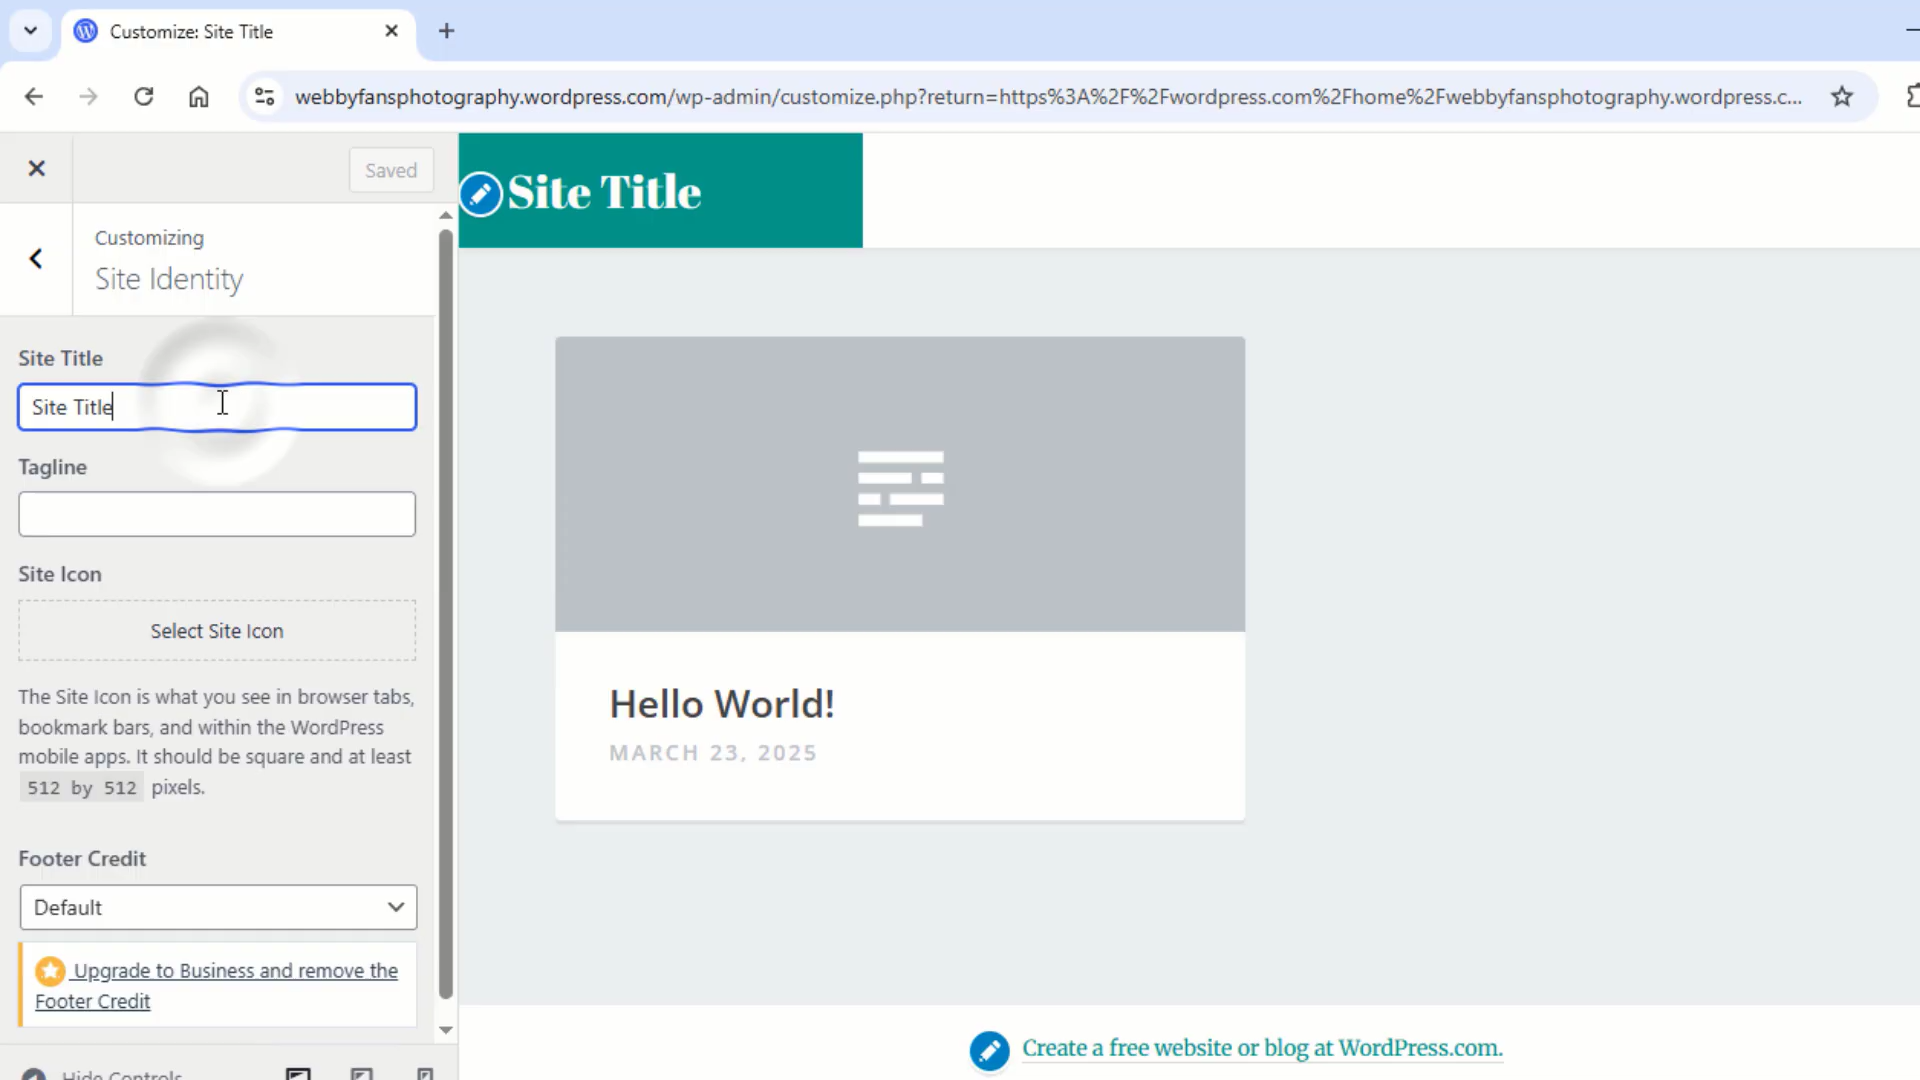 Customize: Site Title
webbyfansphotography.wordpress.com/wp-admin/customize.php?return=https%3A%2F%2Fwordpress.com%2Fhome%2Fwebbyfansphotography.wordpress.c...
Saved
Customizing
Site Identity
Site Title
Site Title
Tagline
Site Icon
Select Site Icon
The Site Icon is what you see in browser tabs,
bookmark bars, and within the WordPress
mobile apps. It should be square and at least
512 by 512 pixels.
Footer Credit
Default
Upgrade to Business and remove the
Footer Credit
Hide Controls
Site Title
Hello World!
MARCH 23, 2025
Create a free website or blog at WordPress.com.